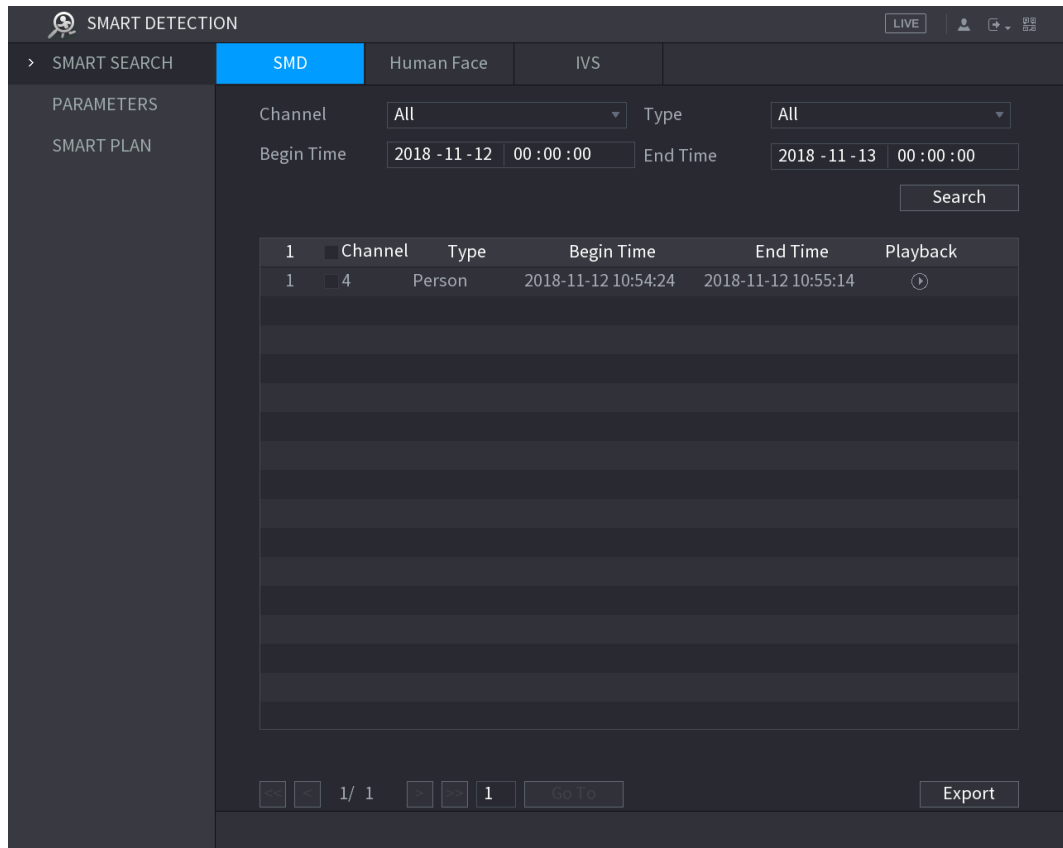 SMART DETECTION LIVE
> SMART SEARCH SMD Human Face IVS
PARAMETERS
SMART PLAN
Channel All Type All
Begin Time 2018 -11 -12 00 :00 :00 End Time 2018 -11 -13 00 :00 :00
Search
1 Channel Type Begin Time End Time Playback
1 4 Person 2018-11-12 10:54:24 2018-11-12 10:55:14
<< < 1/ 1 > >> 1 Go To Export